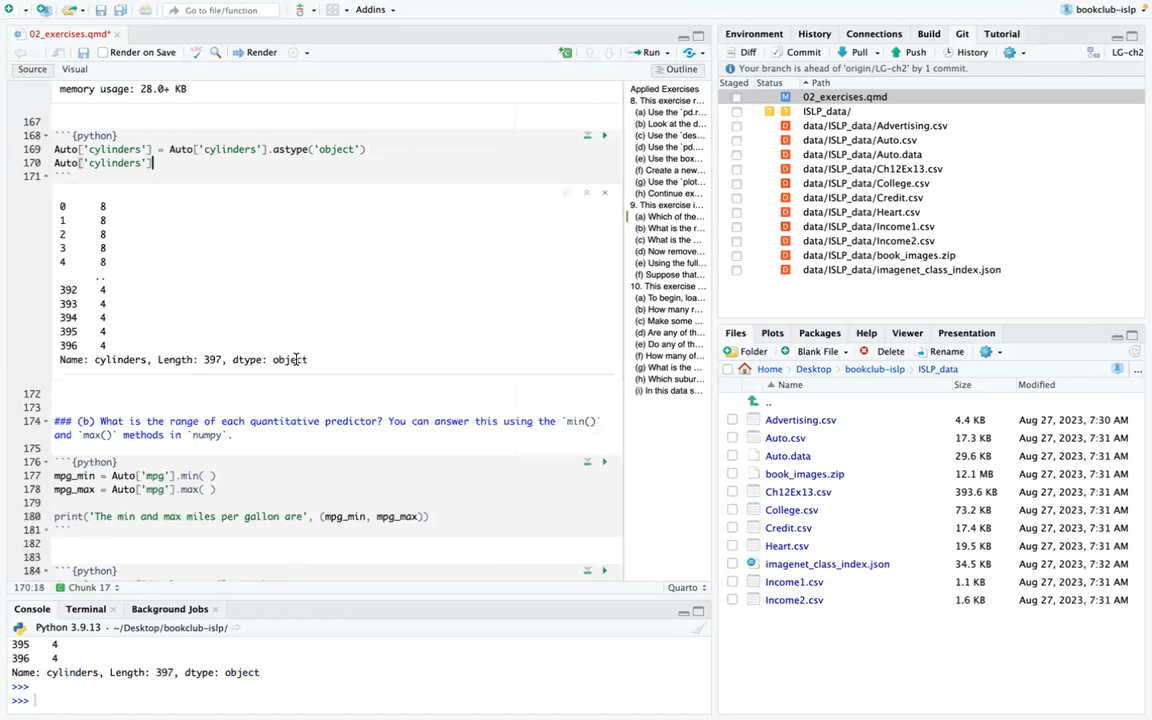 Go to file/function
Addins
bookclub-islp
02_exercises.qmd*
Render on Save
Render
Run
Source
Visual
Outline
memory usage: 28.0+ KB
167
168 ```{python}
169 Auto['cylinders'] = Auto['cylinders'].astype('object')
170 Auto['cylinders']
171 ```
0 8
1 8
2 8
3 8
4 8
..
392 4
393 4
394 4
395 4
396 4
Name: cylinders, Length: 397, dtype: object
172
173
174 ### (b) What is the range of each quantitative predictor? You can answer this using the `min()`
and `max()` methods in `numpy`.
175
176 ```{python}
177 mpg_min = Auto['mpg'].min( )
178 mpg_max = Auto['mpg'].max( )
179
180 print('The min and max miles per gallon are', (mpg_min, mpg_max))
181 ```
182
183
184 ```{python}
170:18
Chunk 17
Quarto
Applied Exercises
8. This exercise r...
(a) Use the `pd.r...
(b) Look at the d...
(c) Use the `des...
(d) Use the `pd....
(e) Use the `box...
(f) Create a new...
(g) Use the `plot...
(h) Continue ex...
9. This exercise i...
(a) Which of the...
(b) What is the r...
(c) What is the ...
(d) Now remove...
(e) Using the full...
(f) Suppose that...
10. This exercise ...
(a) To begin, loa...
(b) How many r...
(c) Make some ...
(d) Are any of th...
(e) Do any of th...
(f) How many of...
(g) What is the...
(h) Which subur...
(i) In this data s...
Console
Terminal
Background Jobs
Python 3.9.13 · ~/Desktop/bookclub-islp/
395 4
396 4
Name: cylinders, Length: 397, dtype: object
>>>
>>>
Environment
History
Connections
Build
Git
Tutorial
Diff
Commit
Pull
Push
History
LG-ch2
Your branch is ahead of 'origin/LG-ch2' by 1 commit.
Staged Status Path
M 02_exercises.qmd
? ? ISLP_data/
D data/ISLP_data/Advertising.csv
D data/ISLP_data/Auto.csv
D data/ISLP_data/Auto.data
D data/ISLP_data/Ch12Ex13.csv
D data/ISLP_data/College.csv
D data/ISLP_data/Credit.csv
D data/ISLP_data/Heart.csv
D data/ISLP_data/Income1.csv
D data/ISLP_data/Income2.csv
D data/ISLP_data/book_images.zip
D data/ISLP_data/imagenet_class_index.json
Files
Plots
Packages
Help
Viewer
Presentation
Folder
Blank File
Delete
Rename
Home
Desktop
bookclub-islp
ISLP_data
...
Name Size Modified
..
Advertising.csv 4.4 KB Aug 27, 2023, 7:30 AM
Auto.csv 17.3 KB Aug 27, 2023, 7:31 AM
Auto.data 29.6 KB Aug 27, 2023, 7:31 AM
book_images.zip 12.1 MB Aug 27, 2023, 7:31 AM
Ch12Ex13.csv 393.6 KB Aug 27, 2023, 7:31 AM
College.csv 73.2 KB Aug 27, 2023, 7:31 AM
Credit.csv 17.4 KB Aug 27, 2023, 7:31 AM
Heart.csv 19.5 KB Aug 27, 2023, 7:31 AM
imagenet_class_index.json 34.5 KB Aug 27, 2023, 7:32 AM
Income1.csv 1.1 KB Aug 27, 2023, 7:31 AM
Income2.csv 1.6 KB Aug 27, 2023, 7:31 AM